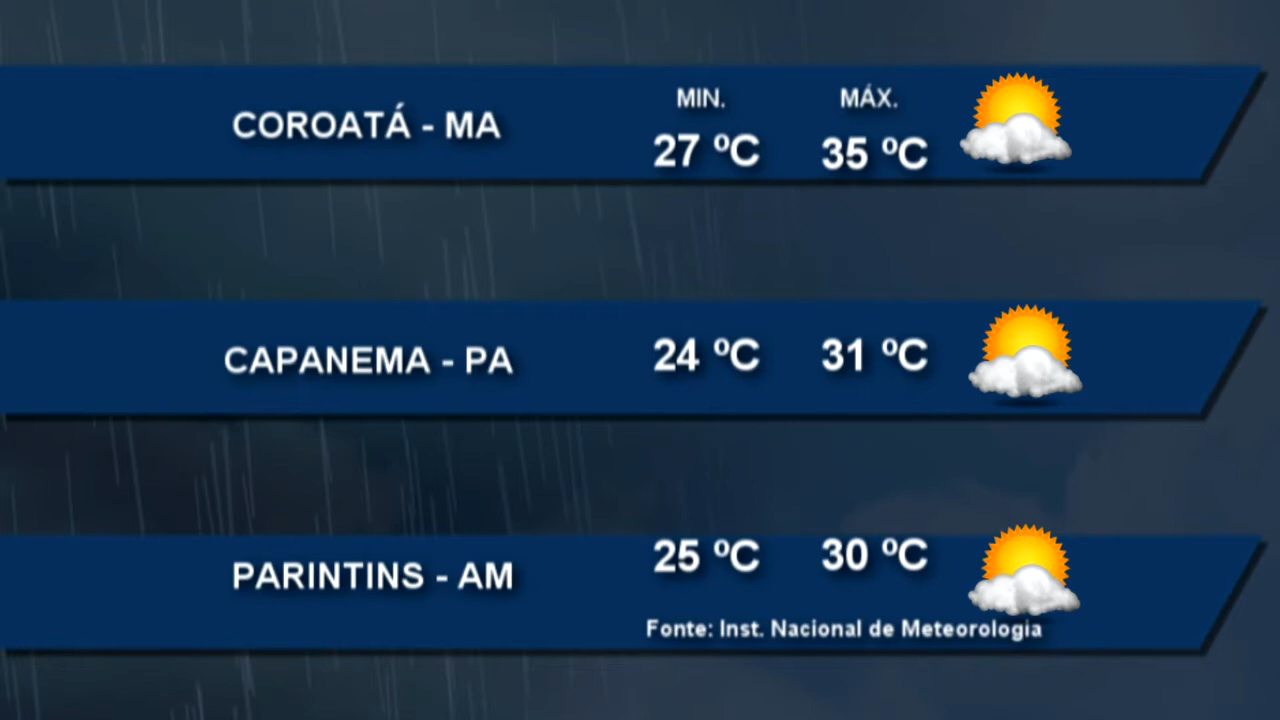 MIN. MÁX.
COROATÁ - MA 27 ºC 35 ºC
CAPANEMA - PA 24 ºC 31 ºC
PARINTINS - AM 25 ºC 30 ºC
Fonte: Inst. Nacional de Meteorologia